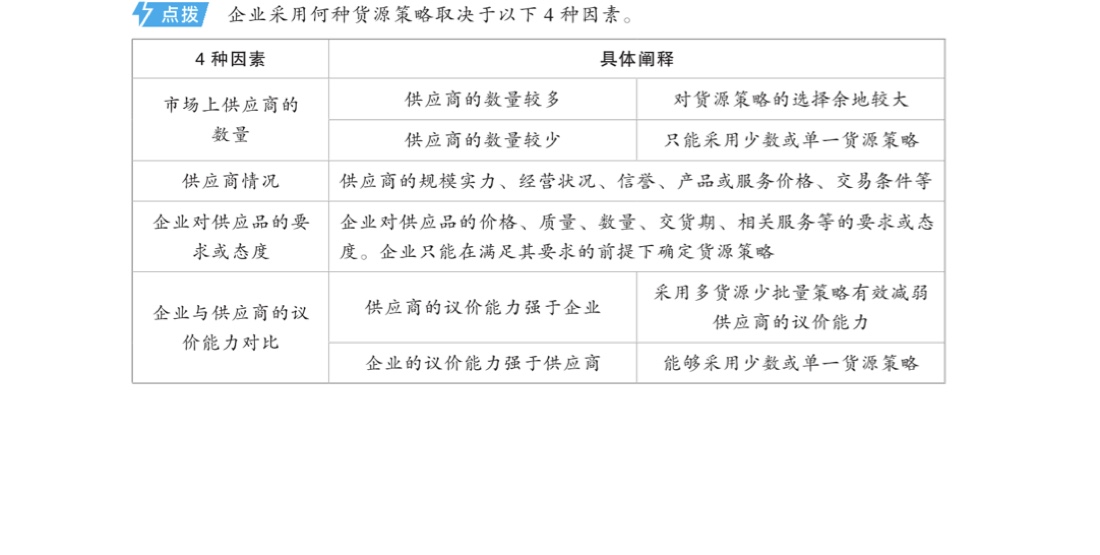 点拨 企业采用何种货源策略取决于以下 4 种因素。
4 种因素 具体阐释
市场上供应商的
数量
供应商的数量较多 对货源策略的选择余地较大
供应商的数量较少 只能采用少数或单一货源策略
供应商情况 供应商的规模实力、经营状况、信誉、产品或服务价格、交易条件等
企业对供应品的要
求或态度
企业对供应品的价格、质量、数量、交货期、相关服务等的要求或态
度。企业只能在满足其要求的前提下确定货源策略
企业与供应商的议
价能力对比
供应商的议价能力强于企业
采用多货源少批量策略有效减弱
供应商的议价能力
企业的议价能力强于供应商 能够采用少数或单一货源策略